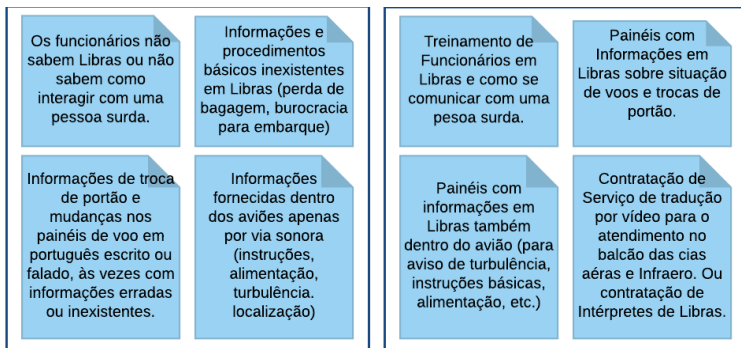 Os funcionários não
sabem Libras ou não
sabem como
interagir com uma
pessoa surda.
Informações e
procedimentos
básicos inexistentes
em Libras (perda de
bagagem, burocracia
para embarque)
Informações de troca
de portão e
mudanças nos
painéis de voo em
português escrito ou
falado, às vezes com
informações erradas
ou inexistentes.
Informações
fornecidas dentro
dos aviões apenas
por via sonora
(instruções,
alimentação,
turbulência.
localização)
Treinamento de
Funcionários em
Libras e como se
comunicar com uma
pesoa surda.
Painéis com
Informações em
Libras sobre situação
de voos e trocas de
portão.
Painéis com
informações em
Libras também
dentro do avião (para
aviso de turbulência,
instruções básicas,
alimentação, etc.)
Contratação de
Serviço de tradução
por vídeo para o
atendimento no
balcão das cias
aéras e Infraero. Ou
contratação de
Intérpretes de Libras.